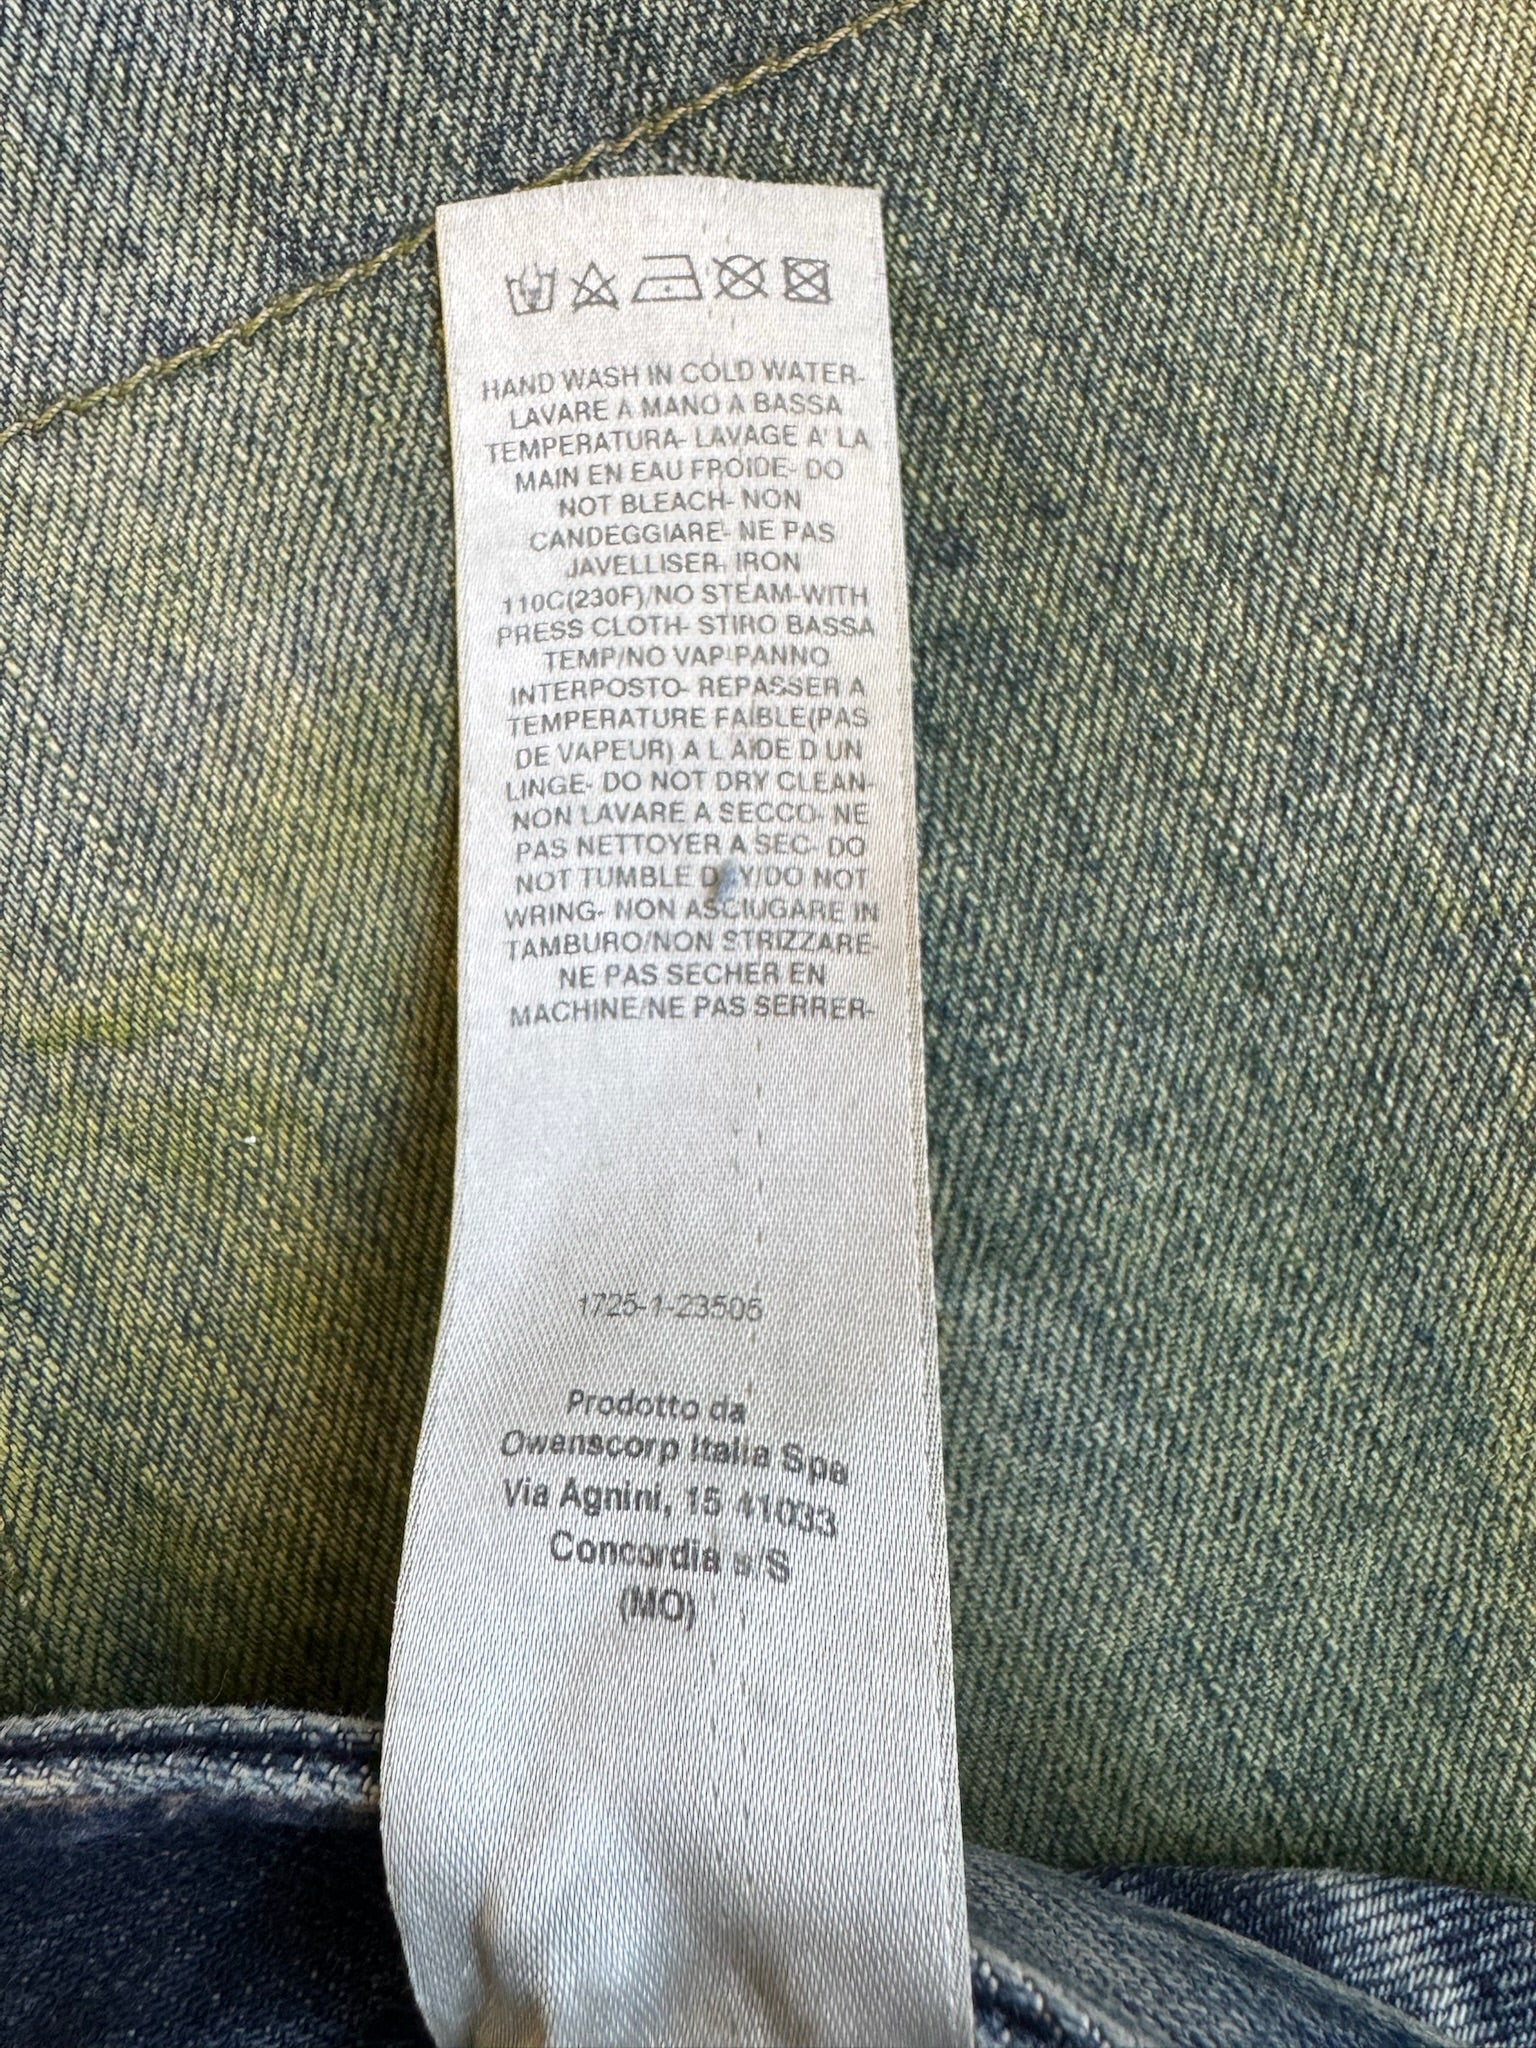 HAND WASH IN COLD WATER-
LAVARE A MANO A BASSA
TEMPERATURA- LAVAGE A' LA
MAIN EN EAU FROIDE- DO
NOT BLEACH- NON
CANDEGGIARE- NE PAS
JAVELLISER- IRON
110C(230F)/NO STEAM-WITH
PRESS CLOTH- STIRO BASSA
TEMP/NO VAP\PANNO
INTERPOSTO- REPASSER A
TEMPERATURE FAIBLE(PAS
DE VAPEUR) A L AIDE D UN
LINGE- DO NOT DRY CLEAN-
NON LAVARE A SECCO- NE
PAS NETTOYER A SEC- DO
NOT TUMBLE DRY/DO NOT
WRING- NON ASCIUGARE IN
TAMBURO/NON STRIZZARE-
NE PAS SECHER EN
MACHINE/NE PAS SERRER-
1725-1-23505
Prodotto da
Owenscorp Italia Spa
Via Agnini, 15 41033
Concordia s/S
(MO)